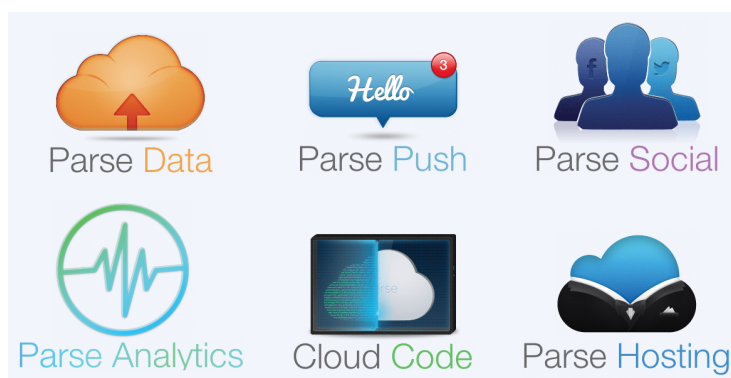 Hello
3
Parse Data
Parse Push
Parse Social
Parse Analytics
Cloud Code
Parse Hosting